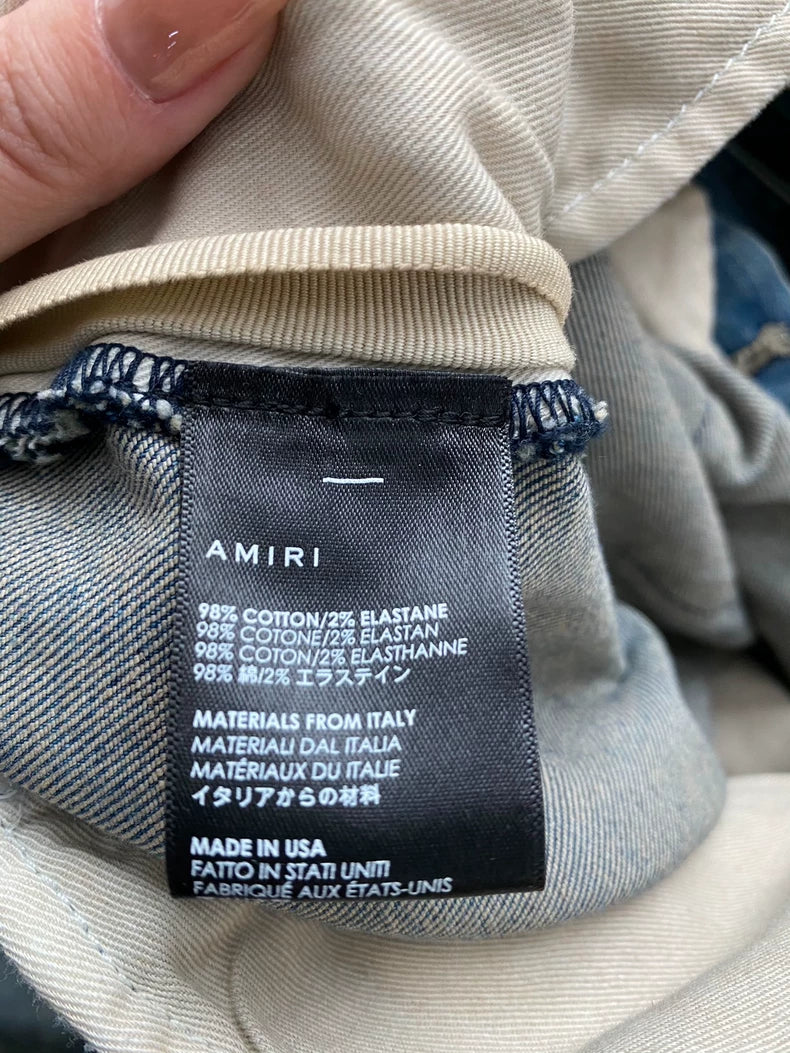 AMIRI
98% COTTON/2% ELASTANE
98% COTONE/2% ELASTAN
98% COTON/2% ELASTHANNE
98% 綿/2% エラステイン
MATERIALS FROM ITALY
MATERIALI DAL ITALIA
MATÉRIAUX DU ITALIE
イタリアからの材料
MADE IN USA
FATTO IN STATI UNITI
FABRIQUÉ AUX ÉTATS-UNIS